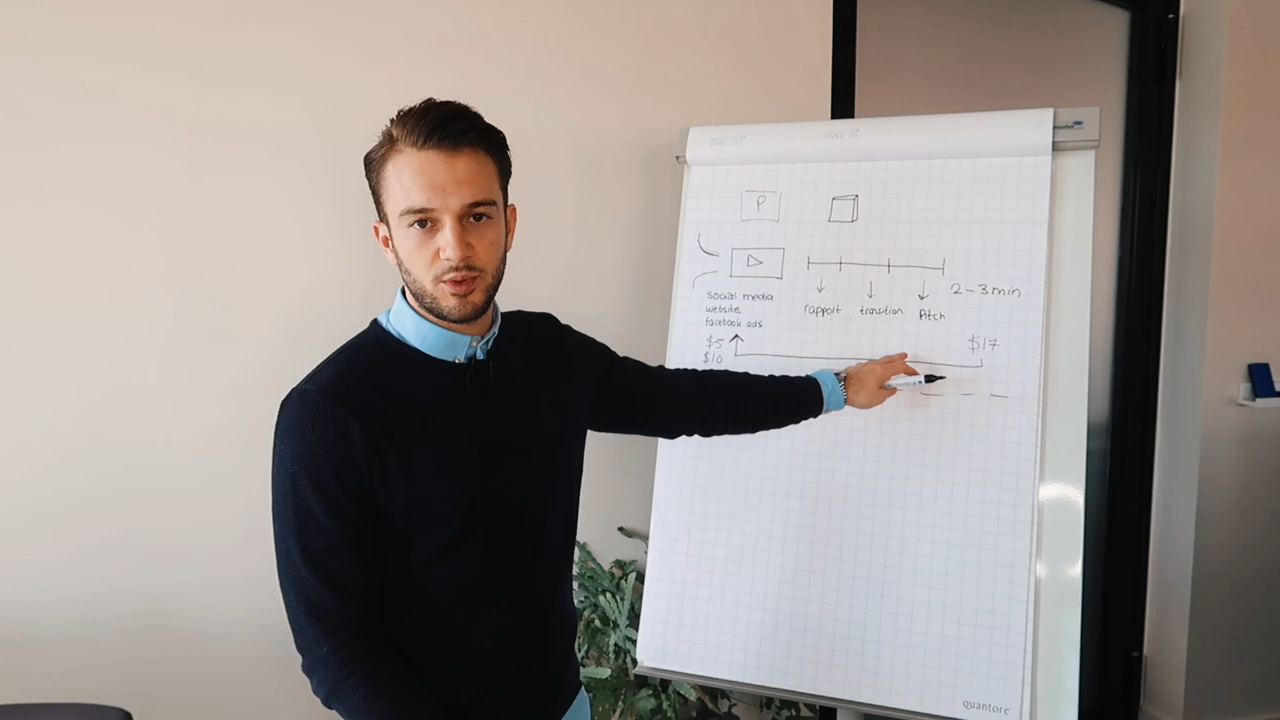 P
social media
website
facebook ads
$5
$10
rapport
transition
Pitch
2-3 min
$17
quantore